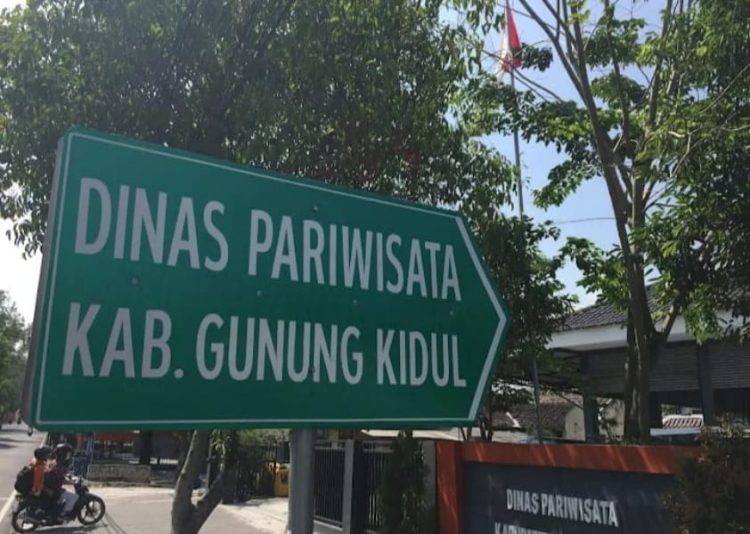 DINAS PARIWISATA
KAB. GUNUNG KIDUL
DINAS PARIWISATA